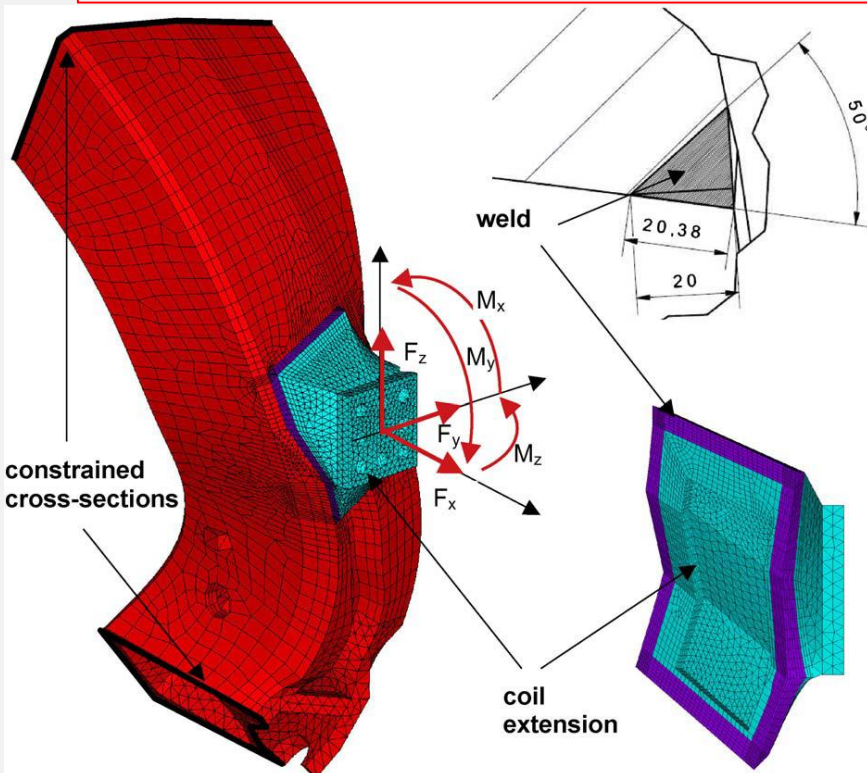 50°
20,38
20
weld
Mx
Fz
My
Fy
Mz
Fx
constrained
cross-sections
coil
extension